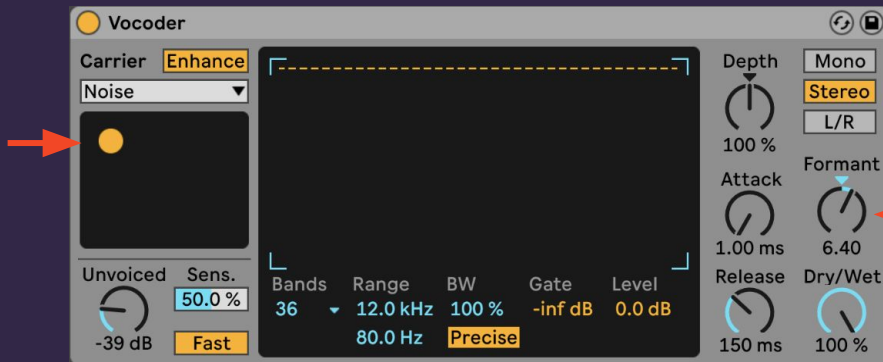 Vocoder
Carrier Enhance
Noise
Unvoiced Sens.
50.0 %
-39 dB Fast
Bands Range BW Gate Level
36 12.0 kHz 100 % -inf dB 0.0 dB
80.0 Hz Precise
Depth
100 %
Attack
1.00 ms
Release
150 ms
Mono
Stereo
L/R
Formant
6.40
Dry/Wet
100 %